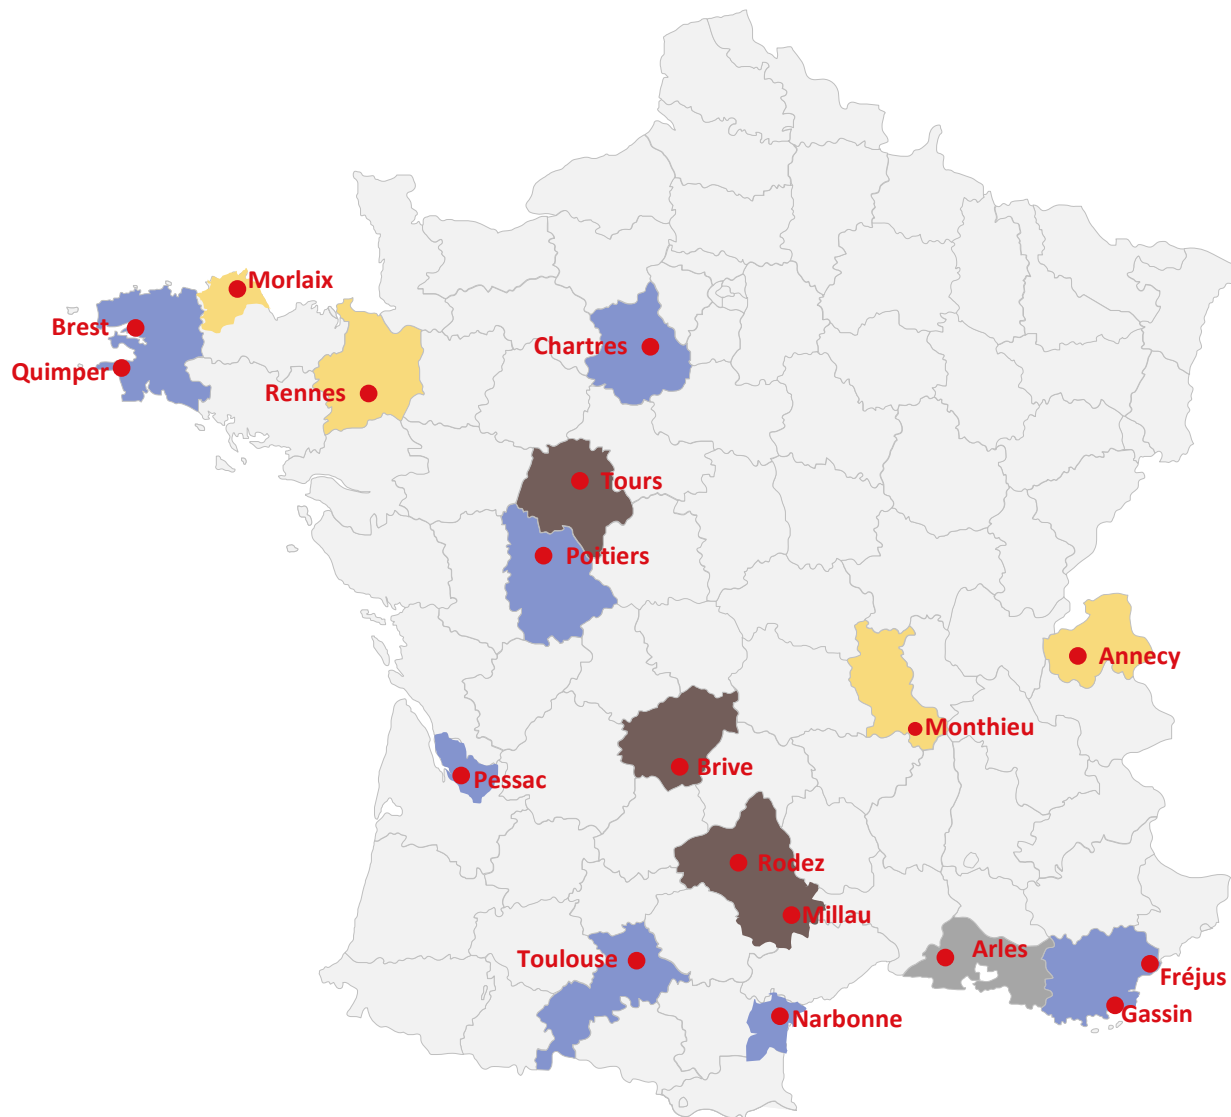 Morlaix
Brest
Chartres
Quimper
Rennes
Tours
Poitiers
Annecy
Monthieu
Brive
Pessac
Rodez
Millau
Arles
Toulouse
Fréjus
Gassin
Narbonne